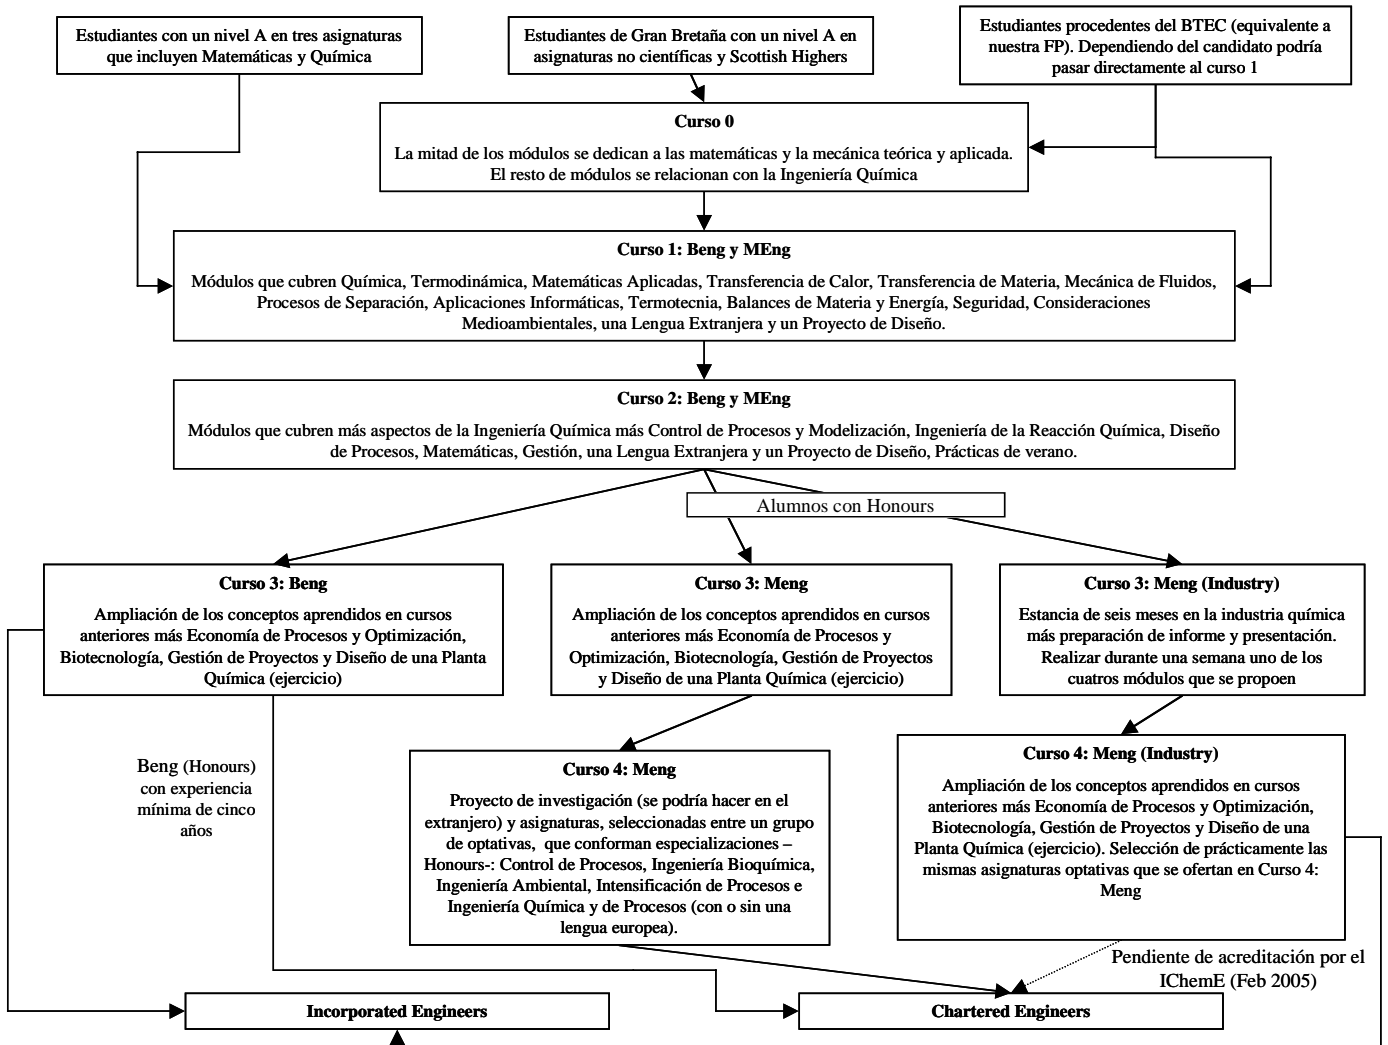 Estudiantes con un nivel A en tres asignaturas
que incluyen Matemáticas y Química
Estudiantes de Gran Bretaña con un nivel A en
asignaturas no científicas y Scottish Highers
Estudiantes procedentes del BTEC (equivalente a
nuestra FP). Dependiendo del candidato podría
pasar directamente al curso 1
Curso 0
La mitad de los módulos se dedican a las matemáticas y la mecánica teórica y aplicada.
El resto de módulos se relacionan con la Ingeniería Química
Curso 1: Beng y MEng
Módulos que cubren Química, Termodinámica, Matemáticas Aplicadas, Transferencia de Calor, Transferencia de Materia, Mecánica de Fluidos,
Procesos de Separación, Aplicaciones Informáticas, Termotecnia, Balances de Materia y Energía, Seguridad, Consideraciones
Medioambientales, una Lengua Extranjera y un Proyecto de Diseño.
Curso 2: Beng y MEng
Módulos que cubren más aspectos de la Ingeniería Química más Control de Procesos y Modelización, Ingeniería de la Reacción Química, Diseño
de Procesos, Matemáticas, Gestión, una Lengua Extranjera y un Proyecto de Diseño, Prácticas de verano.
Alumnos con Honours
Curso 3: Beng
Ampliación de los conceptos aprendidos en cursos
anteriores más Economía de Procesos y Optimización,
Biotecnología, Gestión de Proyectos y Diseño de una Planta
Química (ejercicio)
Curso 3: Meng
Ampliación de los conceptos aprendidos en cursos
anteriores más Economía de Procesos y
Optimización, Biotecnología, Gestión de Proyectos
y Diseño de una Planta Química (ejercicio)
Curso 3: Meng (Industry)
Estancia de seis meses en la industria química
más preparación de informe y presentación.
Realizar durante una semana uno de los
cuatros módulos que se propoen
Beng (Honours)
con experiencia
mínima de cinco
años
Curso 4: Meng
Proyecto de investigación (se podría hacer en el
extranjero) y asignaturas, seleccionadas entre un grupo
de optativas, que conforman especializaciones –
Honours-: Control de Procesos, Ingeniería Bioquímica,
Ingeniería Ambiental, Intensificación de Procesos e
Ingeniería Química y de Procesos (con o sin una
lengua europea).
Curso 4: Meng (Industry)
Ampliación de los conceptos aprendidos en cursos
anteriores más Economía de Procesos y Optimización,
Biotecnología, Gestión de Proyectos y Diseño de una
Planta Química (ejercicio). Selección de prácticamente las
mismas asignaturas optativas que se ofertan en Curso 4:
Meng
Pendiente de acreditación por el
IChemE (Feb 2005)
Incorporated Engineers
Chartered Engineers